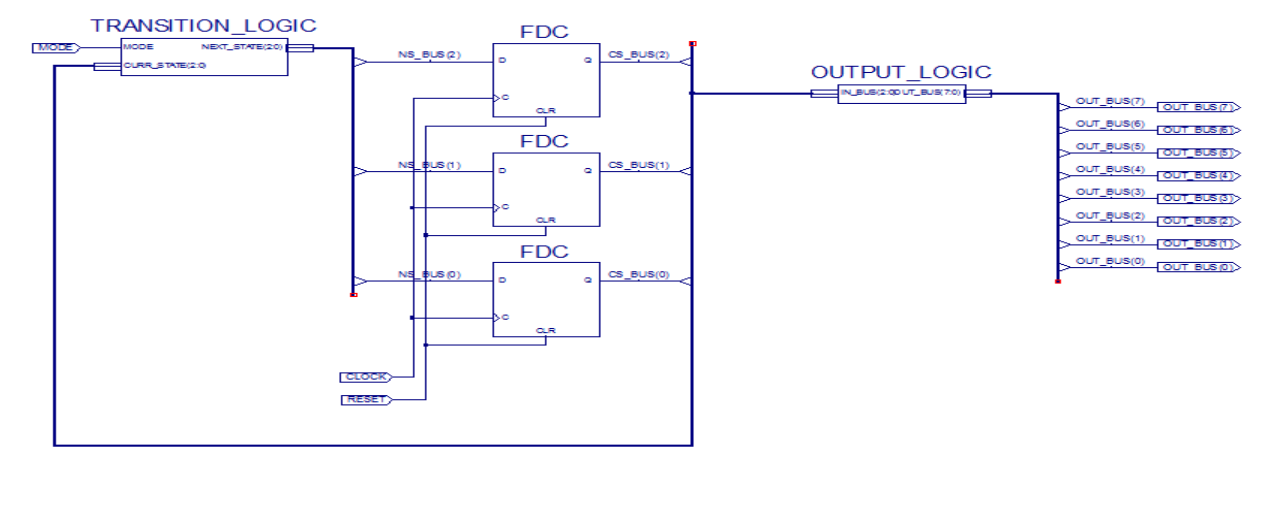 TRANSITION_LOGIC
MODE
MODE
NEXT_STATE(2:0)
CURR_STATE(2:0)
FDC
NS_BUS(2)
D
Q
CS_BUS(2)
C
CLR
FDC
NS_BUS(1)
D
Q
CS_BUS(1)
C
CLR
FDC
NS_BUS(0)
D
Q
CS_BUS(0)
C
CLR
CLOCK
RESET
OUTPUT_LOGIC
IN_BUS(2:0)
OUT_BUS(7:0)
OUT_BUS(7)
OUT_BUS(7)
OUT_BUS(6)
OUT_BUS(6)
OUT_BUS(5)
OUT_BUS(5)
OUT_BUS(4)
OUT_BUS(4)
OUT_BUS(3)
OUT_BUS(3)
OUT_BUS(2)
OUT_BUS(2)
OUT_BUS(1)
OUT_BUS(1)
OUT_BUS(0)
OUT_BUS(0)